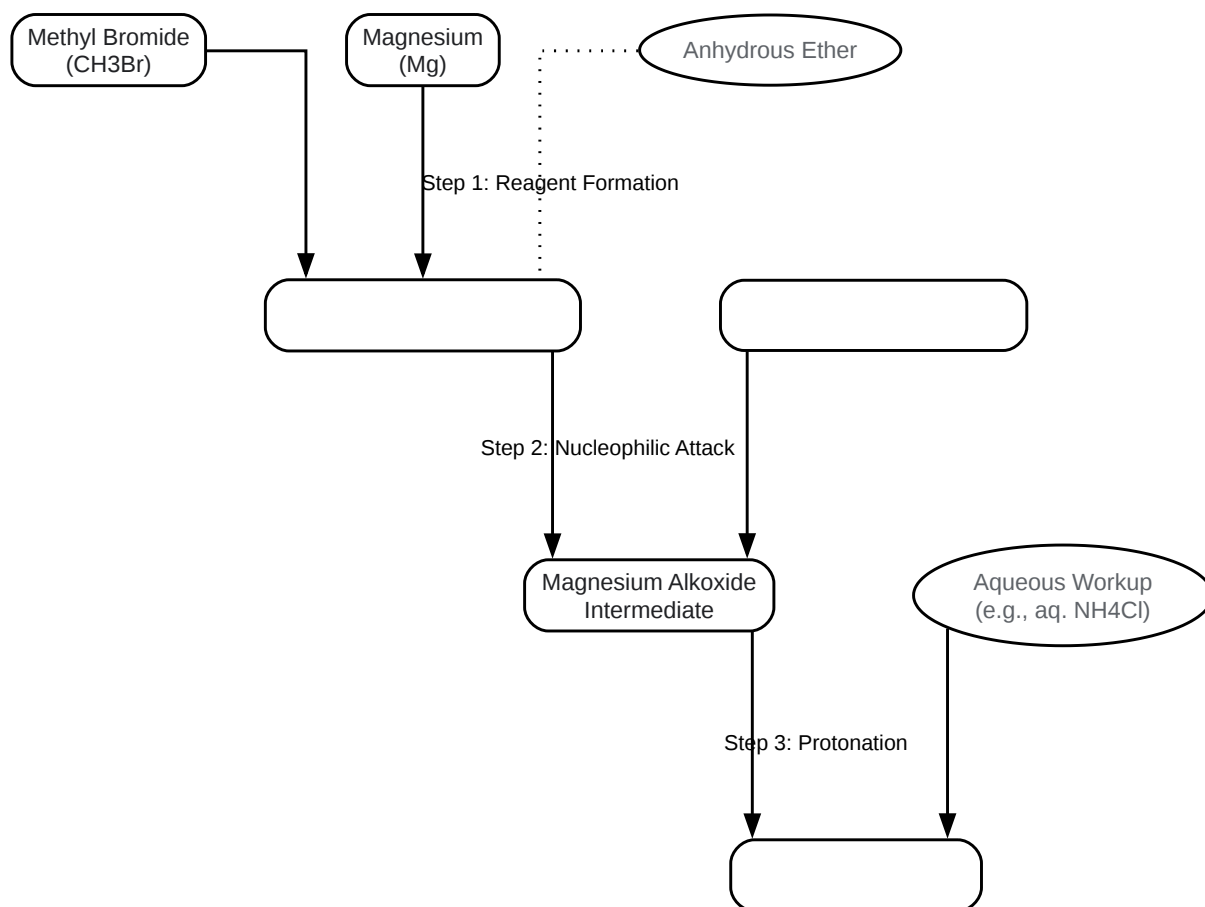 Methyl Bromide
(CH3Br)
Magnesium
(Mg)
Anhydrous Ether
Step 1: Reagent Formation
Step 2: Nucleophilic Attack
Magnesium Alkoxide
Intermediate
Aqueous Workup
(e.g., aq. NH4Cl)
Step 3: Protonation